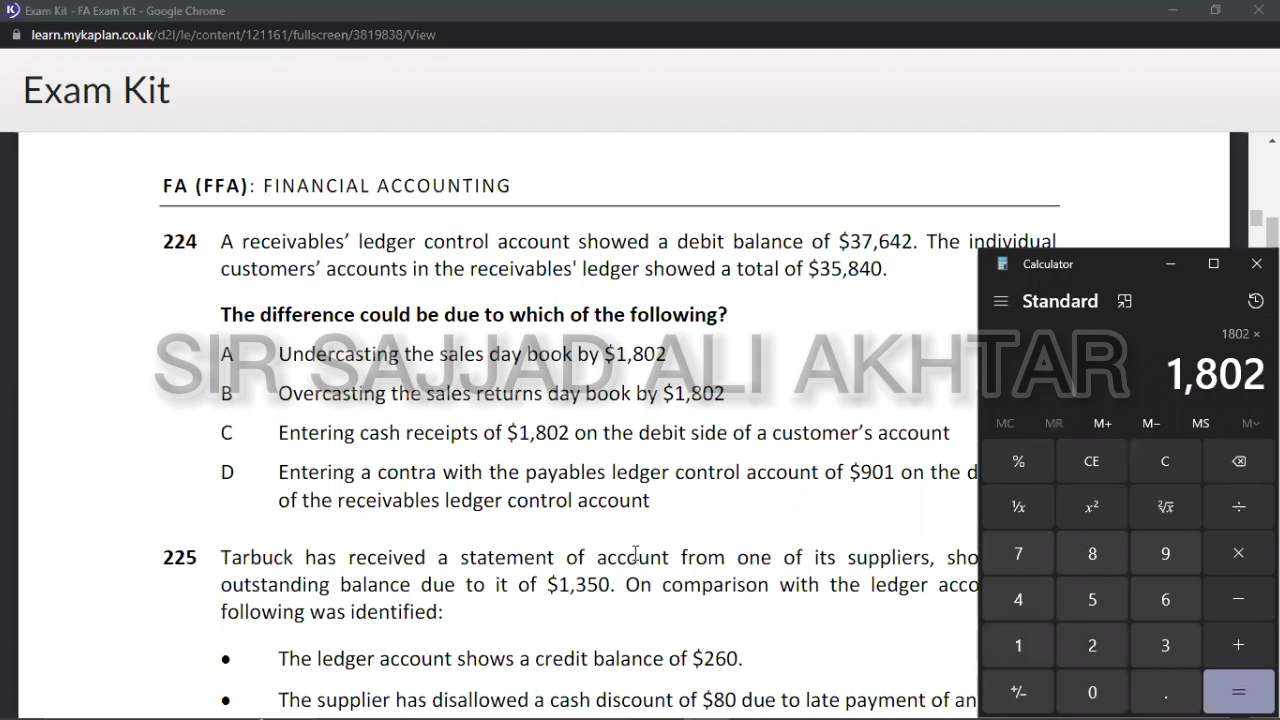 Exam Kit - FA Exam Kit - Google Chrome
learn.mykaplan.co.uk/d2l/le/content/121161/fullscreen/3819838/View
Exam Kit
FA (FFA): FINANCIAL ACCOUNTING
224 A receivables' ledger control account showed a debit balance of $37,642. The individual
customers' accounts in the receivables' ledger showed a total of $35,840.
The difference could be due to which of the following?
A Undercasting the sales day book by $1,802
SIR SAJJAD ALI AKHTAR
B Overcasting the sales returns day book by $1,802
C Entering cash receipts of $1,802 on the debit side of a customer's account
D Entering a contra with the payables ledger control account of $901 on the d
of the receivables ledger control account
225 Tarbuck has received a statement of account from one of its suppliers, sho
outstanding balance due to it of $1,350. On comparison with the ledger acco
following was identified:
• The ledger account shows a credit balance of $260.
• The supplier has disallowed a cash discount of $80 due to late payment of an
Calculator
Standard
1802 ×
1,802
MC MR M+ M− MS M˅
% CE C
¹/x x² ²√x ÷
7 8 9 ×
4 5 6 −
1 2 3 +
+/− 0 . =